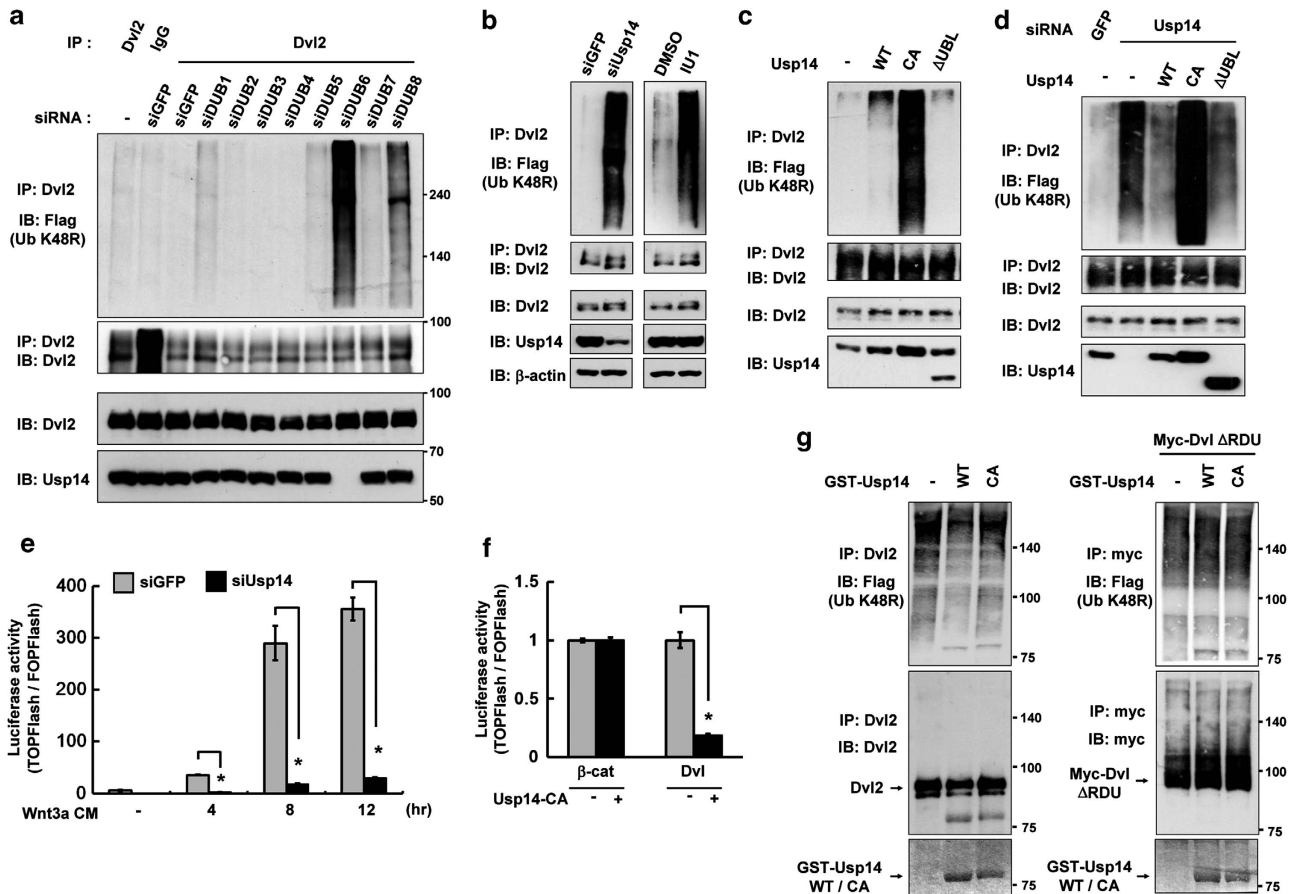 a
IP : Dvl2 IgG Dvl2
siRNA : - siGFP siGFP siDUB1 siDUB2 siDUB3 siDUB4 siDUB5 siDUB6 siDUB7 siDUB8
IP: Dvl2
IB: Flag
(Ub K48R)
240
140
100
IP: Dvl2
IB: Dvl2
100
IB: Dvl2
80
70
IB: Usp14
50
b
siGFP siUsp14 DMSO IU1
IP: Dvl2
IB: Flag
(Ub K48R)
IP: Dvl2
IB: Dvl2
IB: Dvl2
IB: Usp14
IB: β-actin
c
Usp14 - WT CA ΔUBL
IP: Dvl2
IB: Flag
(Ub K48R)
IP: Dvl2
IB: Dvl2
IB: Dvl2
IB: Usp14
d
siRNA GFP Usp14
Usp14 - - WT CA ΔUBL
IP: Dvl2
IB: Flag
(Ub K48R)
IP: Dvl2
IB: Dvl2
IB: Dvl2
IB: Usp14
e
siGFP siUsp14
Luciferase activity
(TOPFlash / FOPFlash)
400
300
200
100
0
* * *
Wnt3a CM - 4 8 12 (hr)
f
Luciferase activity
(TOPFlash / FOPFlash)
1.5
1
0.5
0
*
β-cat Dvl
Usp14-CA - + - +
g
GST-Usp14 - WT CA
IP: Dvl2
IB: Flag
(Ub K48R)
140
100
75
IP: Dvl2
IB: Dvl2
140
100
Dvl2
75
GST-Usp14
WT / CA
75
Myc-Dvl ΔRDU
GST-Usp14 - WT CA
IP: myc
IB: Flag
(Ub K48R)
140
100
75
IP: myc
IB: myc
140
100
Myc-Dvl
ΔRDU
75
GST-Usp14
WT / CA
75